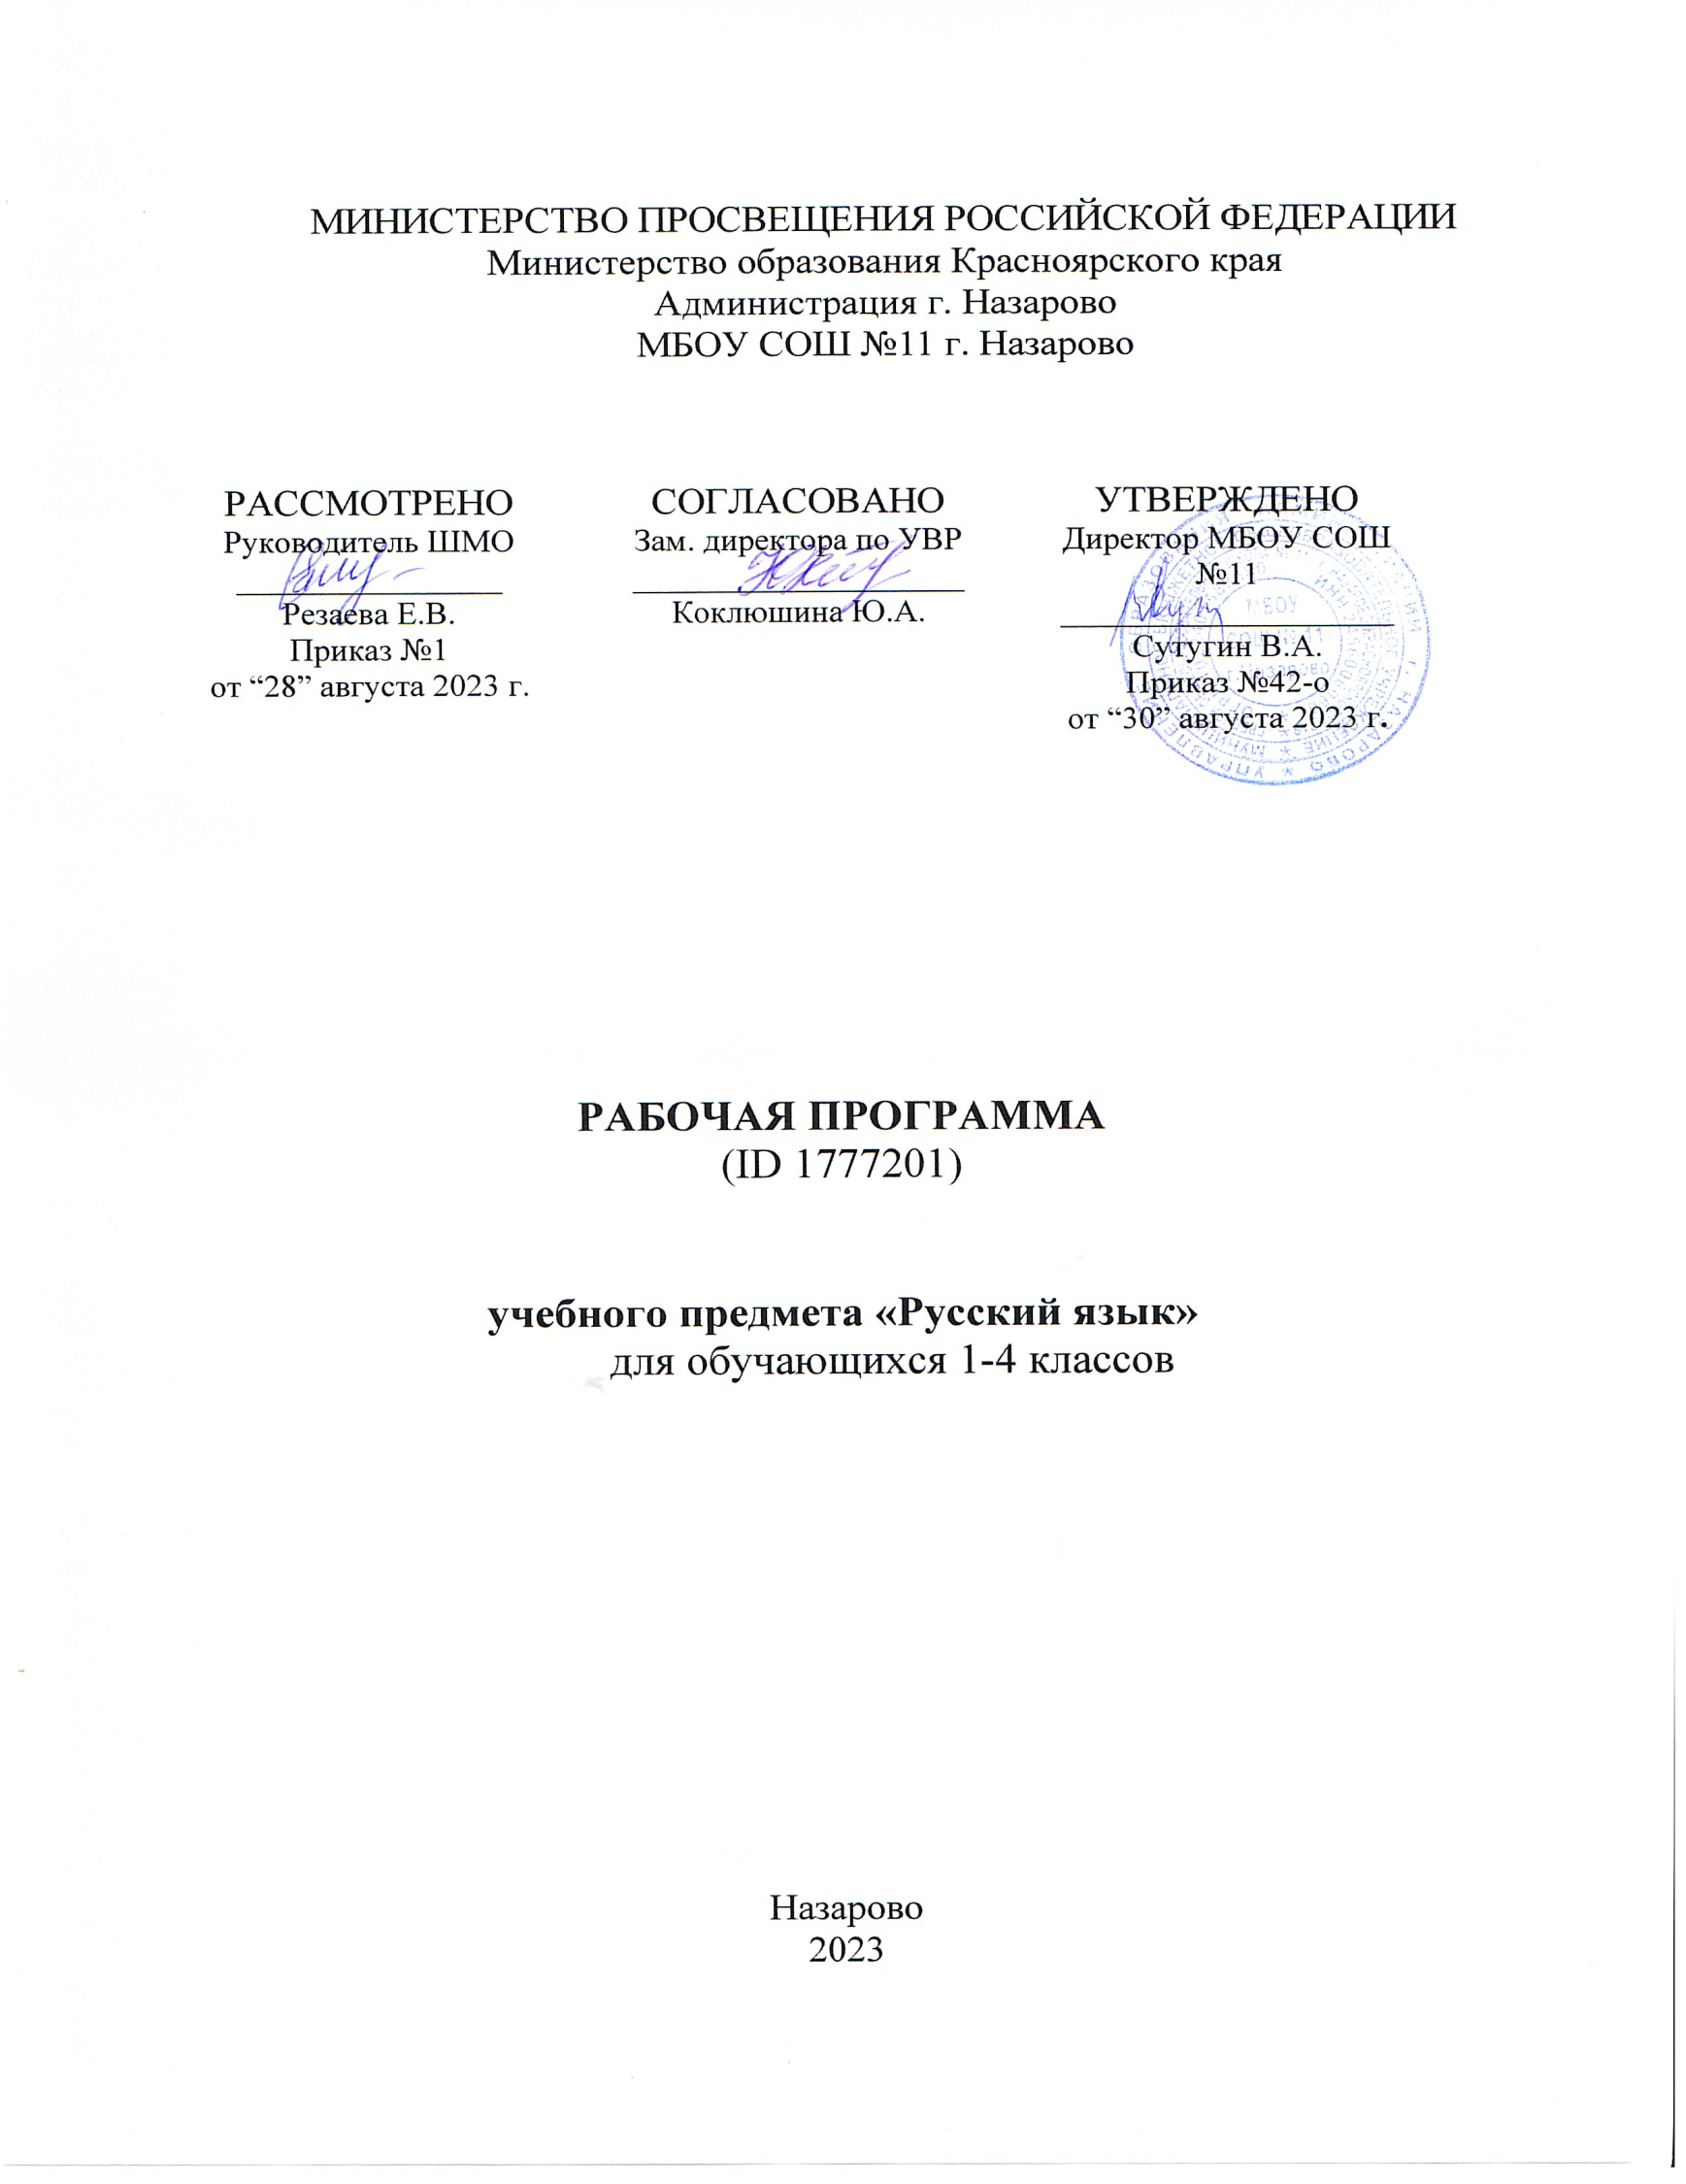 МИНИСТЕРСТВО ПРОСВЕЩЕНИЯ РОССИЙСКОЙ ФЕДЕРАЦИИ
Министерство образования Красноярского края
Администрация г. Назарово
МБОУ СОШ №11 г. Назарово
РАССМОТРЕНО
Руководитель ШМО
Резаева Е.В.
Приказ №1
от “28” августа 2023 г.
СОГЛАСОВАНО
Зам. директора по УВР
Коклюшина Ю.А.
УТВЕРЖДЕНО
Директор МБОУ СОШ
№11
Сутугин В.А.
Приказ №42-о
от “30” августа 2023 г.
МБОУ
РАБОЧАЯ ПРОГРАММА
(ID 1777201)
учебного предмета «Русский язык»
для обучающихся 1-4 классов
Назарово
2023